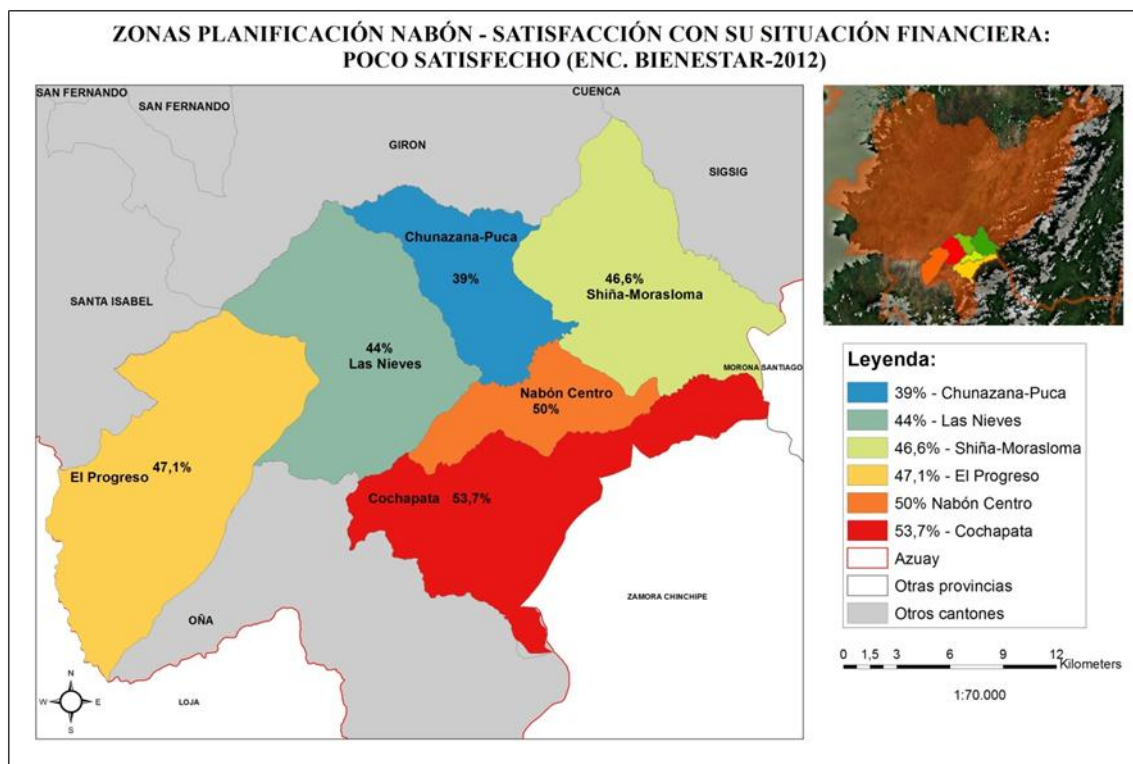 ZONAS PLANIFICACIÓN NABÓN - SATISFACCIÓN CON SU SITUACIÓN FINANCIERA:
POCO SATISFECHO (ENC. BIENESTAR-2012)
SAN FERNANDO
SAN FERNANDO
CUENCA
GIRON
SIGSIG
Chunazana-Puca
39%
46,6%
Shiña-Morasloma
SANTA ISABEL
44%
Las Nieves
MORONA SANTIAGO
Nabón Centro
50%
El Progreso 47,1%
Cochapata 53,7%
ZAMORA CHINCHIPE
OÑA
LOJA
N
W E
S
Leyenda:
39% - Chunazana-Puca
44% - Las Nieves
46,6% - Shiña-Morasloma
47,1% - El Progreso
50% Nabón Centro
53,7% - Cochapata
Azuay
Otras provincias
Otros cantones
0 1,5 3 6 9 12
Kilometers
1:70.000